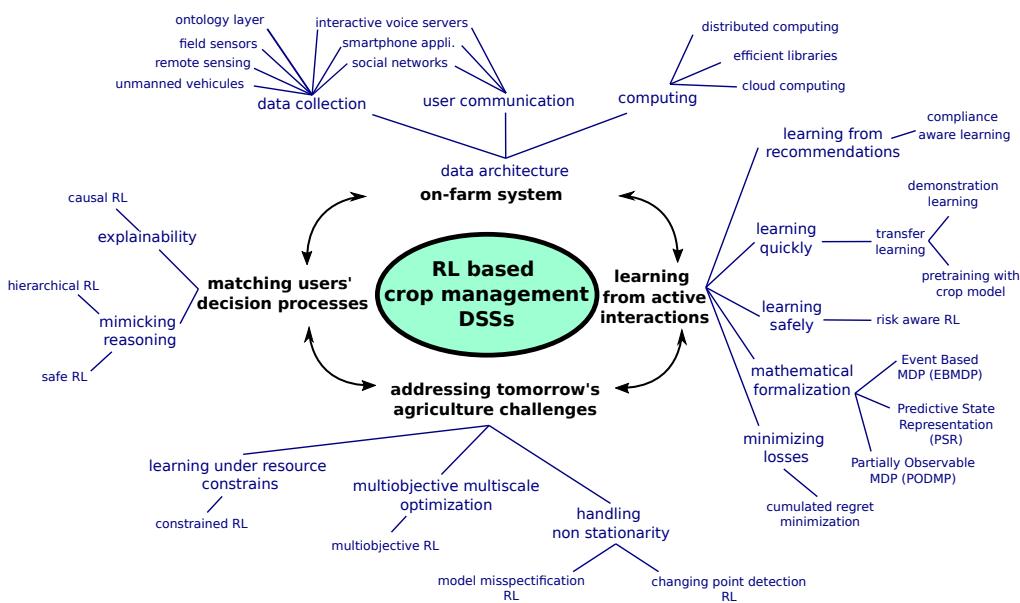 ontology layer
field sensors
remote sensing
unmanned vehicules
data collection
interactive voice servers
smartphone appli.
social networks
user communication
distributed computing
efficient libraries
cloud computing
computing
data architecture
on-farm system
causal RL
explainability
hierarchical RL
mimicking
reasoning
safe RL
matching users'
decision processes
RL based
crop management
DSSs
learning
from active
interactions
learning from
recommendations
compliance
aware learning
learning
quickly
transfer
learning
demonstration
learning
pretraining with
crop model
learning
safely
risk aware RL
mathematical
formalization
Event Based
MDP (EBMDP)
Predictive State
Representation
(PSR)
Partially Observable
MDP (PODMP)
minimizing
losses
cumulated regret
minimization
addressing tomorrow's
agriculture challenges
learning under resource
constrains
constrained RL
multiobjective multiscale
optimization
multiobjective RL
handling
non stationarity
model misspectification
RL
changing point detection
RL